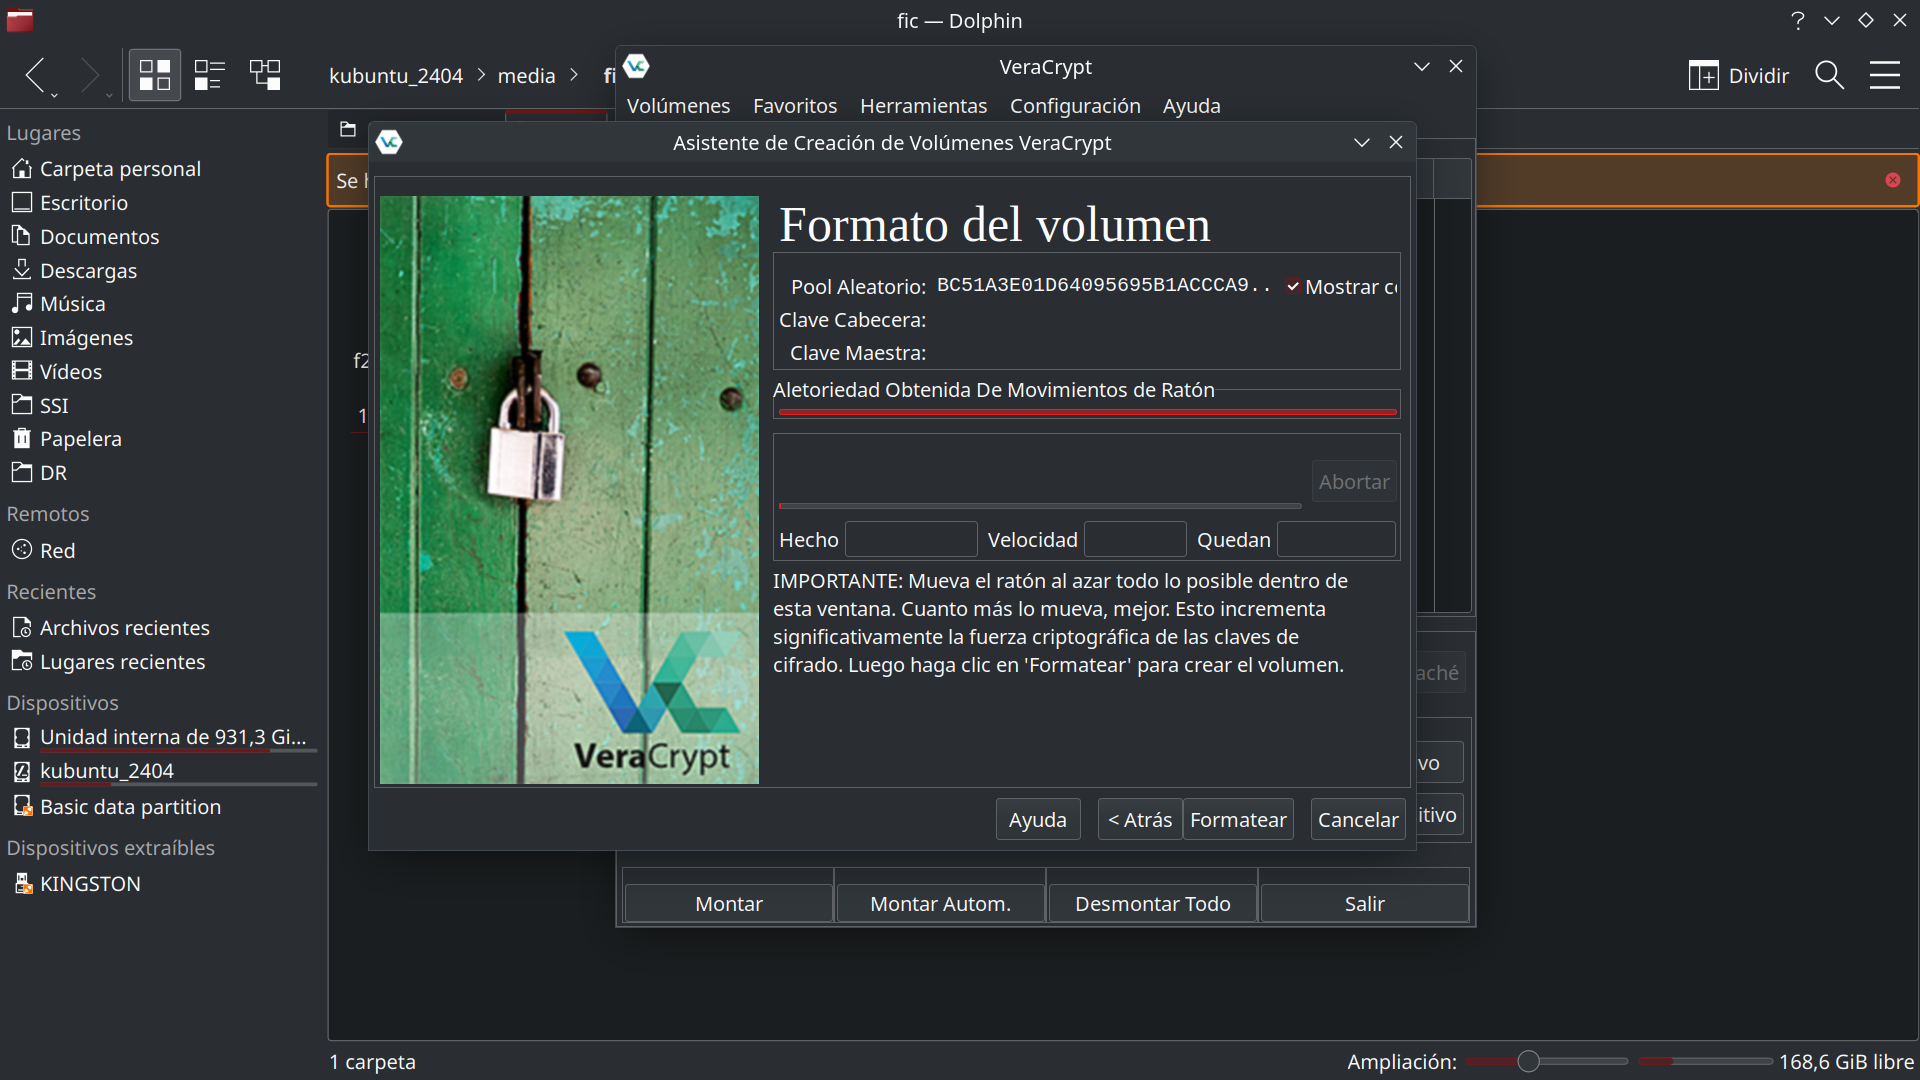 fic — Dolphin
kubuntu_2404 > media > fi
Dividir
Lugares
Carpeta personal
Escritorio
Documentos
Descargas
Música
Imágenes
Vídeos
SSI
Papelera
DR
Remotos
Red
Recientes
Archivos recientes
Lugares recientes
Dispositivos
Unidad interna de 931,3 Gi...
kubuntu_2404
Basic data partition
Dispositivos extraíbles
KINGSTON
Se
1 carpeta
Ampliación:
168,6 GiB libre
VeraCrypt
Volúmenes Favoritos Herramientas Configuración Ayuda
aché
vo
itivo
Montar
Montar Autom.
Desmontar Todo
Salir
Asistente de Creación de Volúmenes VeraCrypt
VeraCrypt
Formato del volumen
Pool Aleatorio: BC51A3E01D64095695B1ACCCA9.. Mostrar c
Clave Cabecera:
Clave Maestra:
Aletoriedad Obtenida De Movimientos de Ratón
Abortar
Hecho Velocidad Quedan
IMPORTANTE: Mueva el ratón al azar todo lo posible dentro de
esta ventana. Cuanto más lo mueva, mejor. Esto incrementa
significativamente la fuerza criptográfica de las claves de
cifrado. Luego haga clic en 'Formatear' para crear el volumen.
Ayuda
< Atrás
Formatear
Cancelar